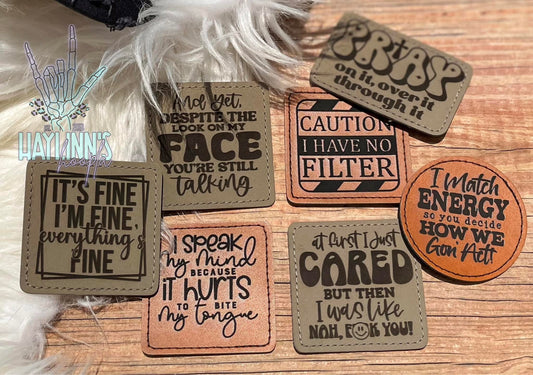 HAYLYNN'S
And yet,
DESPITE THE
LOOK ON MY
FACE
YOU'RE STILL
talking
CAUTION
I HAVE NO
FILTER
PRAY
on it, over it
through it
IT'S FINE
I'M FINE,
everything's
FINE
I SPEAK
my mind
BECAUSE
IT HURTS
TO BITE
my tongue
at first I just
CARED
BUT THEN
I was like
NAH, F☺K YOU!
I Match
ENERGY
so you decide
HOW WE
Gon' Act